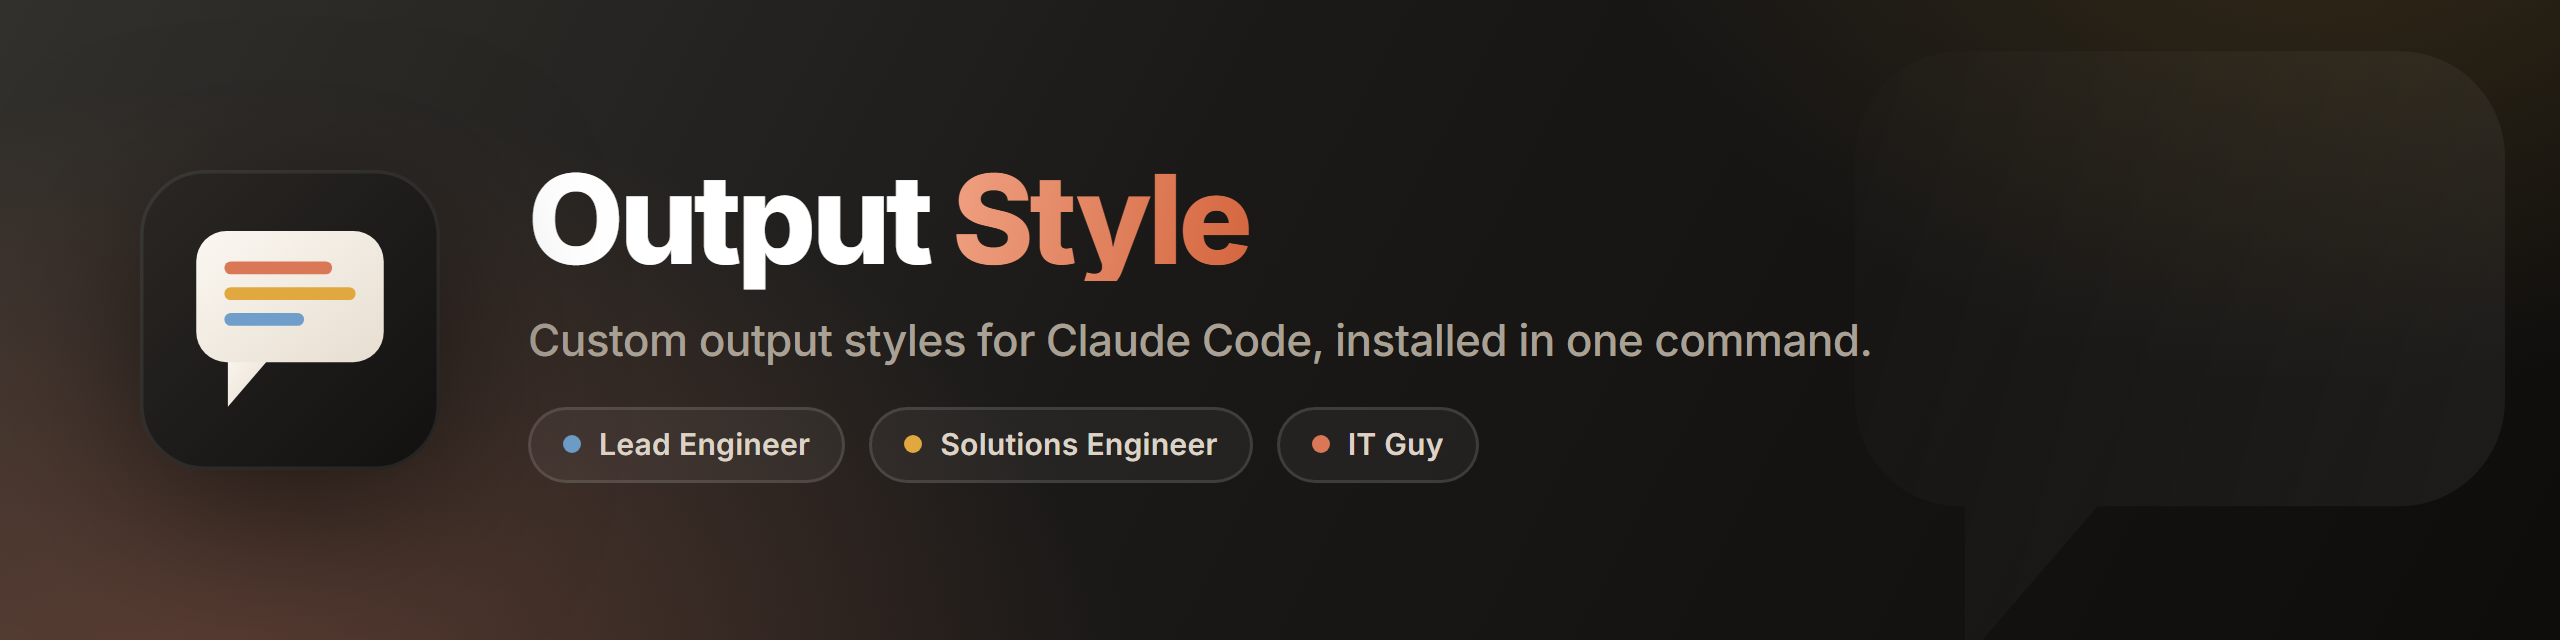 Output Style
Custom output styles for Claude Code, installed in one command.
Lead Engineer
Solutions Engineer
IT Guy